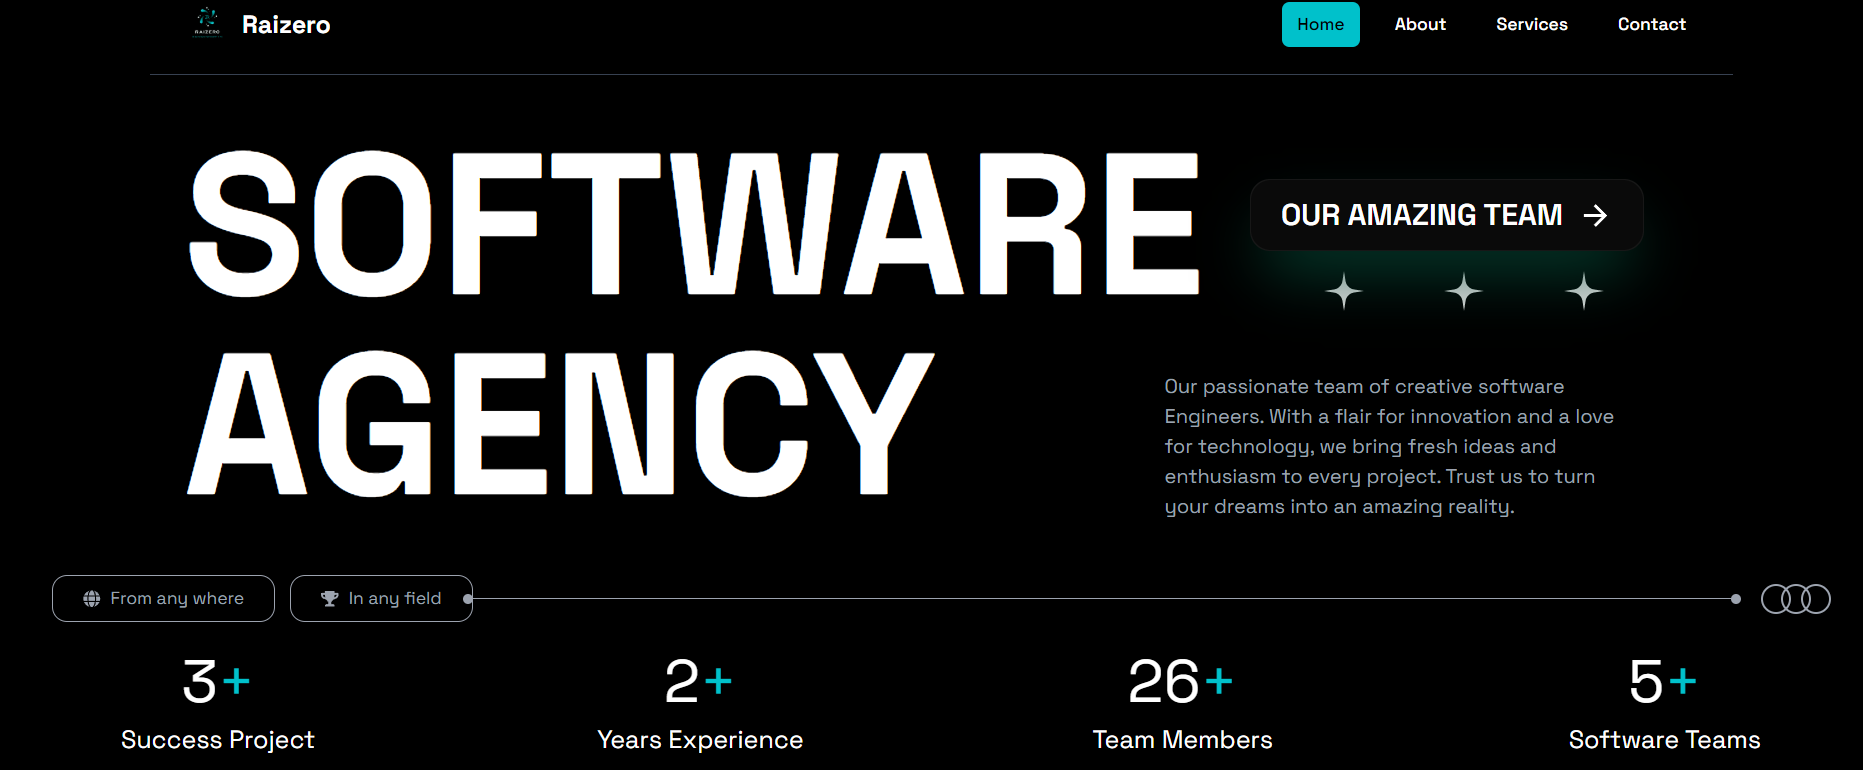 RAIZERO
Raizero
Home
About
Services
Contact
SOFTWARE
AGENCY
OUR AMAZING TEAM
Our passionate team of creative software
Engineers. With a flair for innovation and a love
for technology, we bring fresh ideas and
enthusiasm to every project. Trust us to turn
your dreams into an amazing reality.
From any where
In any field
3+
Success Project
2+
Years Experience
26+
Team Members
5+
Software Teams